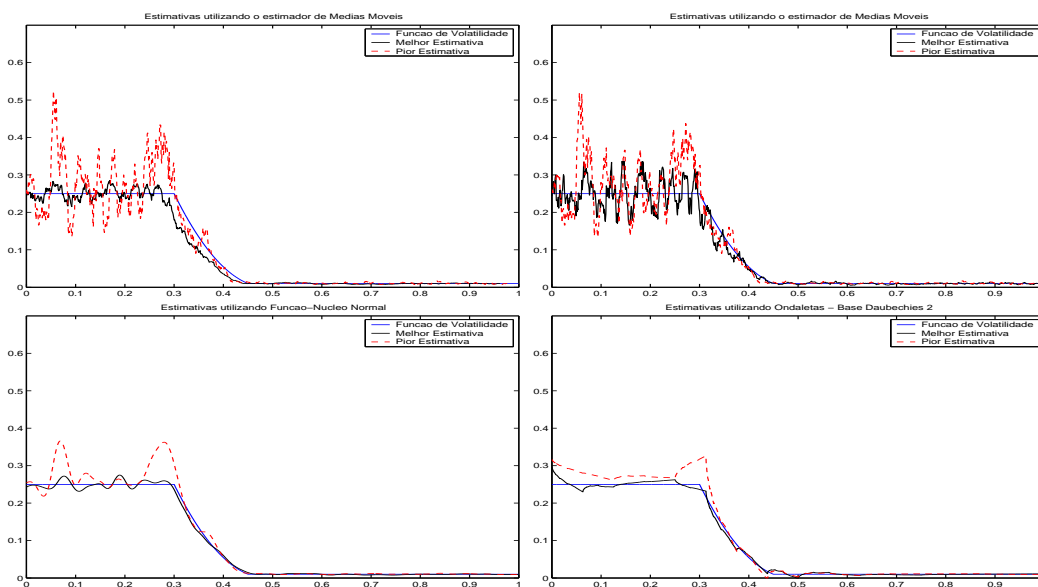 Estimativas utilizando o estimador de Medias Moveis
Funcao de Volatilidade
Melhor Estimativa
Pior Estimativa
0.6
0.5
0.4
0.3
0.2
0.1
0
0 0.1 0.2 0.3 0.4 0.5 0.6 0.7 0.8 0.9 1
Estimativas utilizando o estimador de Medias Moveis
Funcao de Volatilidade
Melhor Estimativa
Pior Estimativa
0.6
0.5
0.4
0.3
0.2
0.1
0
0 0.1 0.2 0.3 0.4 0.5 0.6 0.7 0.8 0.9
Estimativas utilizando Funcao−Nucleo Normal
Funcao de Volatilidade
Melhor Estimativa
Pior Estimativa
0.6
0.5
0.4
0.3
0.2
0.1
0
0 0.1 0.2 0.3 0.4 0.5 0.6 0.7 0.8 0.9 1
Estimativas utilizando Ondaletas − Base Daubechies 2
Funcao de Volatilidade
Melhor Estimativa
Pior Estimativa
0.6
0.5
0.4
0.3
0.2
0.1
0
0 0.1 0.2 0.3 0.4 0.5 0.6 0.7 0.8 0.9